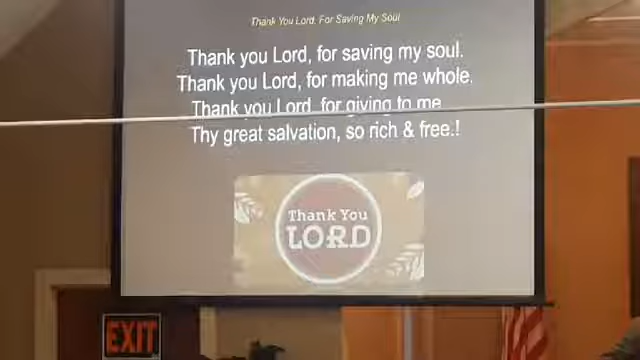 Thank You Lord. For Saving My Soul
Thank you Lord, for saving my soul.
Thank you Lord, for making me whole.
Thank you Lord, for giving to me
Thy great salvation, so rich & free.!
Thank You
LORD
EXIT